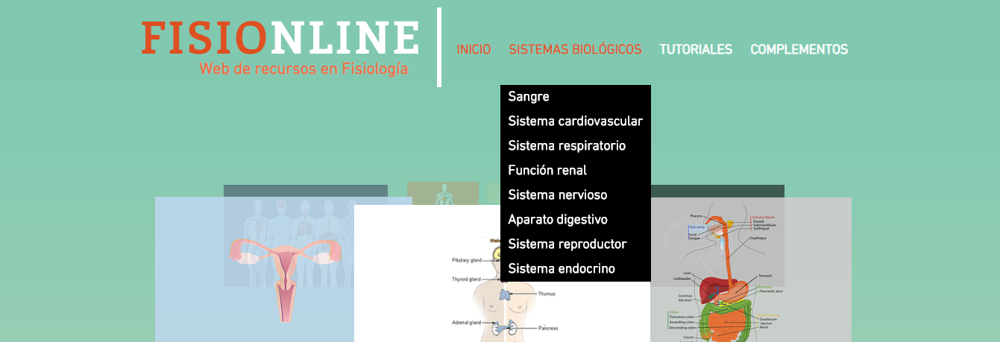 FISIONLINE
Web de recursos en Fisiología
INICIO SISTEMAS BIOLÓGICOS TUTORIALES COMPLEMENTOS
Sangre
Sistema cardiovascular
Sistema respiratorio
Función renal
Sistema nervioso
Aparato digestivo
Sistema reproductor
Sistema endocrino
Pituitary gland
Thyroid gland
Thymus
Adrenal gland
Pancreas
Pharynx
Oral cavity
Uvula
Tongue
Salivary Glands
Parotid
Submandibular
Sublingual
Esophagus
Liver
Gallbladder
Common
bile duct
Stomach
Pancreas
Pancreatic duct
Colon
Transverse colon
Ascending colon
Descending colon
Cecum
Duodenum
Jejunum
Ileum